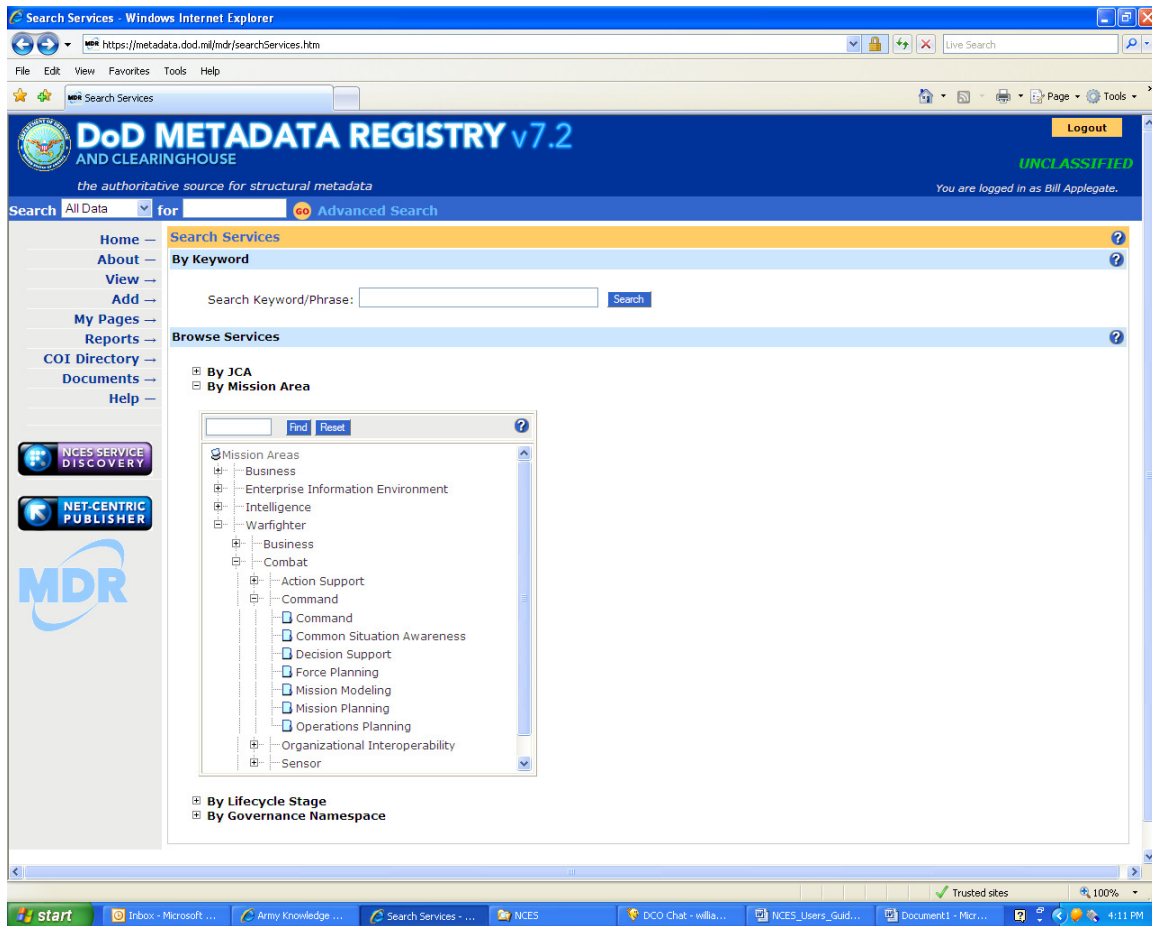 Search Services - Windows Internet Explorer
MDR https://metadata.dod.mil/mdr/searchServices.htm Live Search
File Edit View Favorites Tools Help
MDR Search Services Page Tools
DoD METADATA REGISTRY v7.2 Logout
AND CLEARINGHOUSE
UNCLASSIFIED
the authoritative source for structural metadata You are logged in as Bill Applegate.
Search All Data for GO Advanced Search
Home
About
View
Add
My Pages
Reports
COI Directory
Documents
Help
NCES SERVICE
DISCOVERY
NET-CENTRIC
PUBLISHER
MDR
Search Services ?
By Keyword ?
Search Keyword/Phrase: Search
Browse Services ?
By JCA
By Mission Area
Find Reset ?
Mission Areas
Business
Enterprise Information Environment
Intelligence
Warfighter
Business
Combat
Action Support
Command
Command
Common Situation Awareness
Decision Support
Force Planning
Mission Modeling
Mission Planning
Operations Planning
Organizational Interoperability
Sensor
By Lifecycle Stage
By Governance Namespace
Trusted sites 100%
start Inbox - Microsoft ... Army Knowledge ... Search Services - ... NCES DCO Chat - willia... NCES_Users_Guid... Document1 - Micr... 4:11 PM